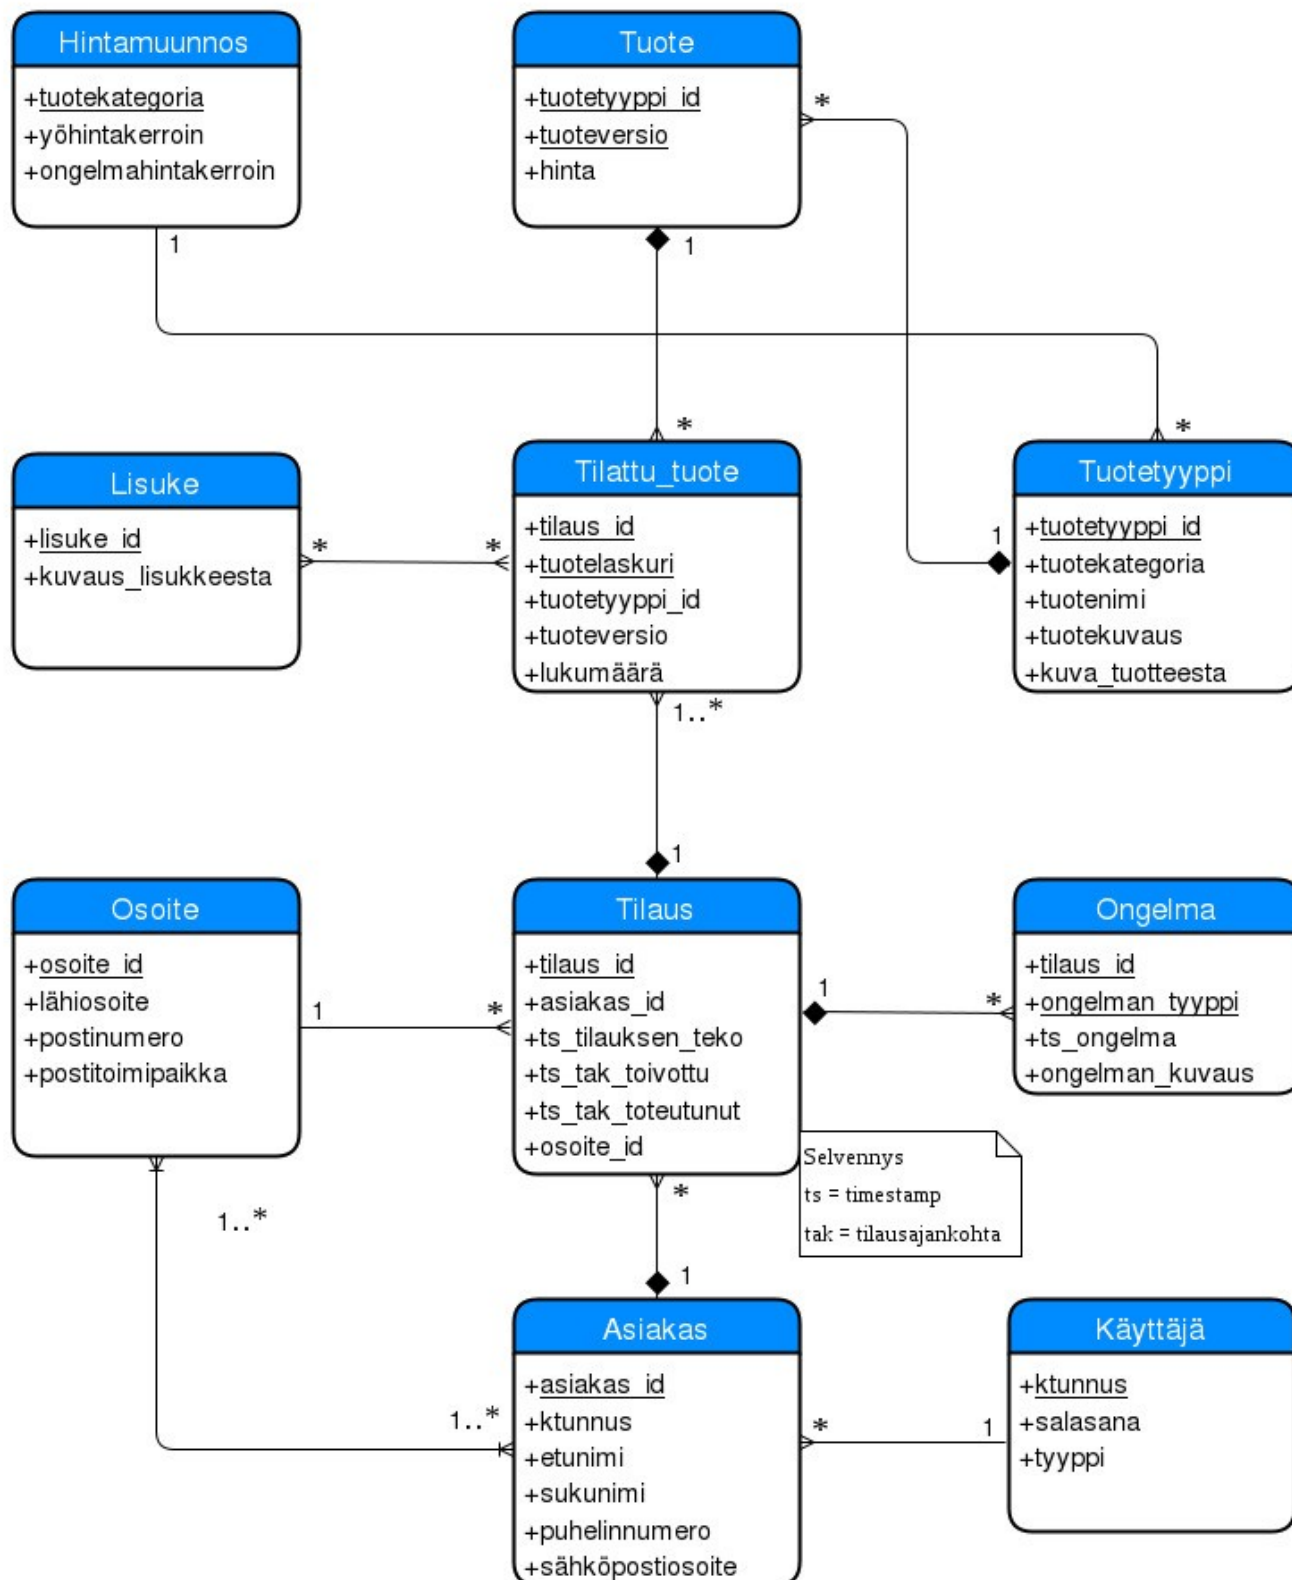 Hintamuunnos
+tuotekategoria
+yöhintakerroin
+ongelmahintakerroin
1
Tuote
+tuotetyyppi_id
+tuoteversio
+hinta
*
1
*
*
Lisuke
+lisuke_id
+kuvaus_lisukkeesta
*
*
Tilattu_tuote
+tilaus_id
+tuotelaskuri
+tuotetyyppi_id
+tuoteversio
+lukumäärä
1..*
1
Tuotetyyppi
+tuotetyyppi_id
+tuotekategoria
+tuotenimi
+tuotekuvaus
+kuva_tuotteesta
1
Osoite
+osoite_id
+lähiosoite
+postinumero
+postitoimipaikka
1
*
1..*
Tilaus
+tilaus_id
+asiakas_id
+ts_tilauksen_teko
+ts_tak_toivottu
+ts_tak_toteutunut
+osoite_id
1
*
*
1
Ongelma
+tilaus_id
+ongelman_tyyppi
+ts_ongelma
+ongelman_kuvaus
Selvennys
ts = timestamp
tak = tilausajankohta
1..*
Asiakas
+asiakas_id
+ktunnus
+etunimi
+sukunimi
+puhelinnumero
+sähköpostiosoite
*
1
Käyttäjä
+ktunnus
+salasana
+tyyppi